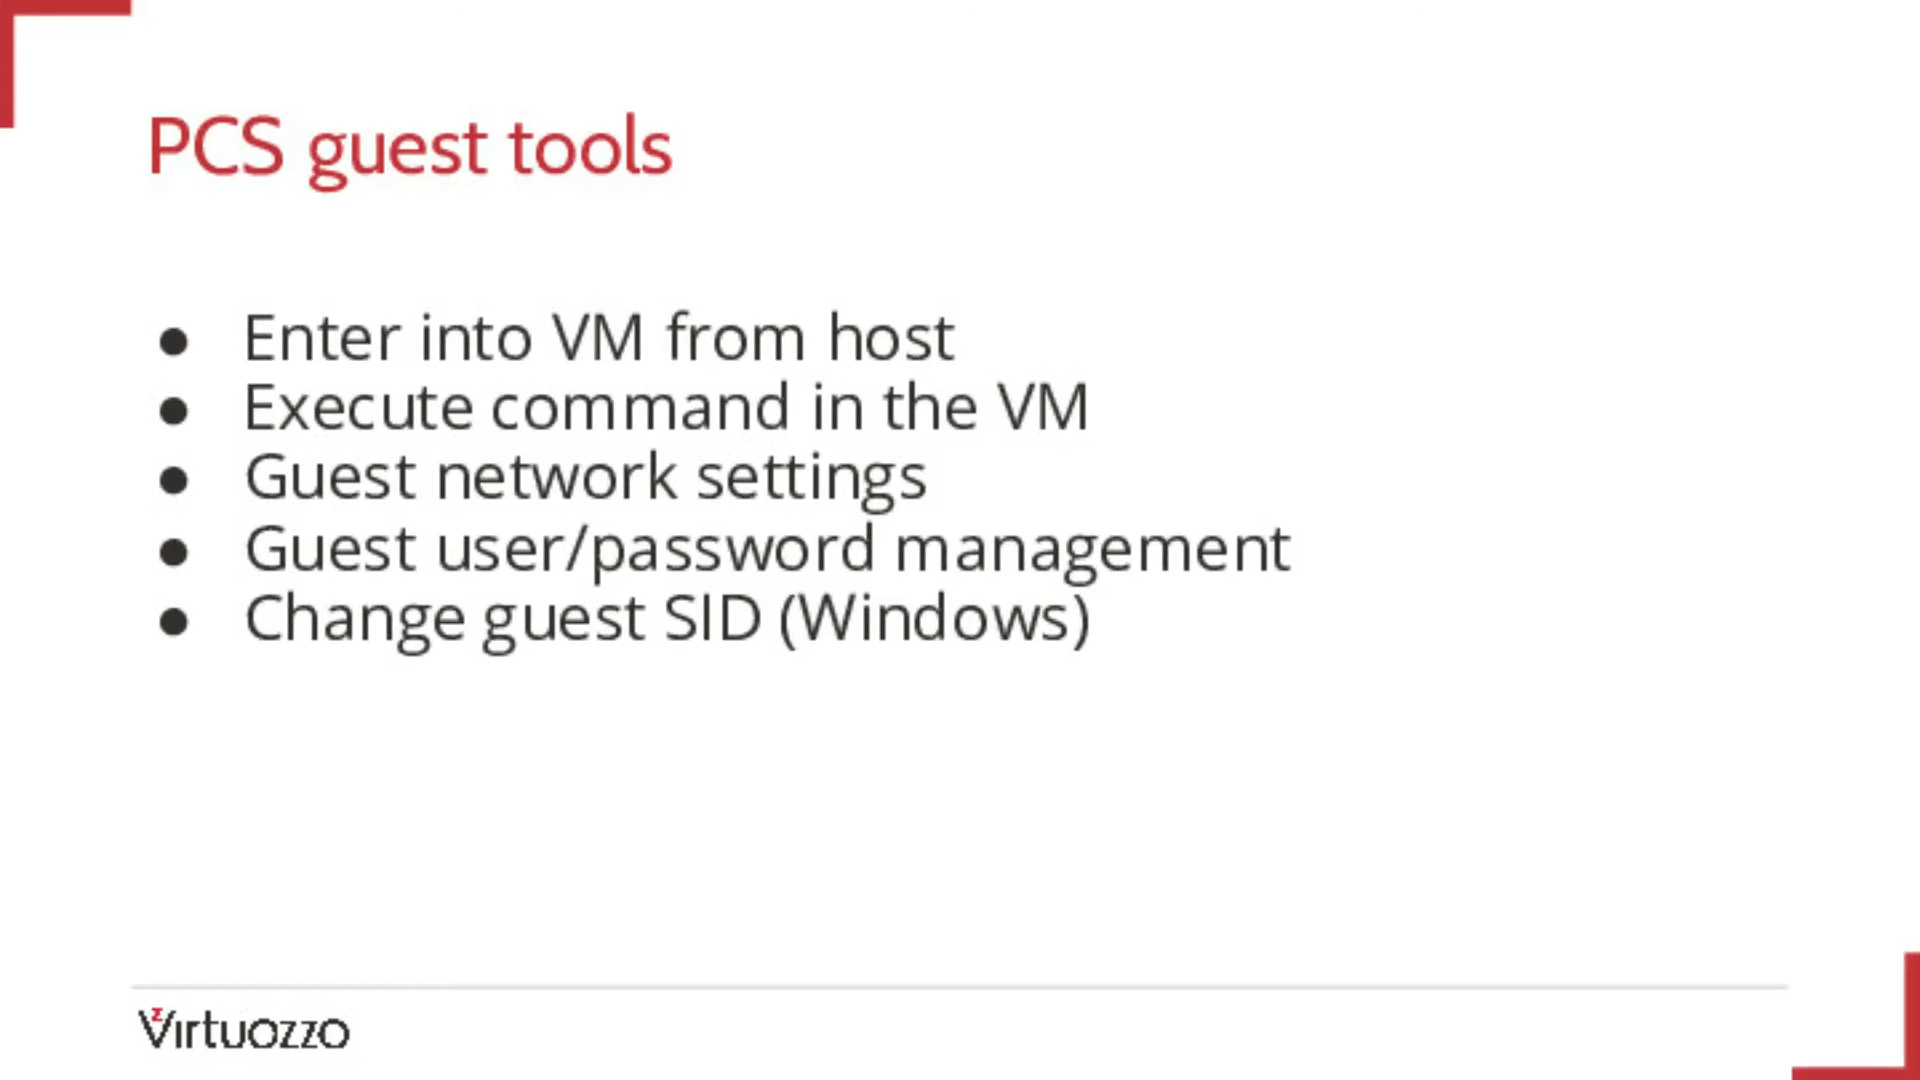 PCS guest tools
● Enter into VM from host
● Execute command in the VM
● Guest network settings
● Guest user/password management
● Change guest SID (Windows)
Virtuozzo